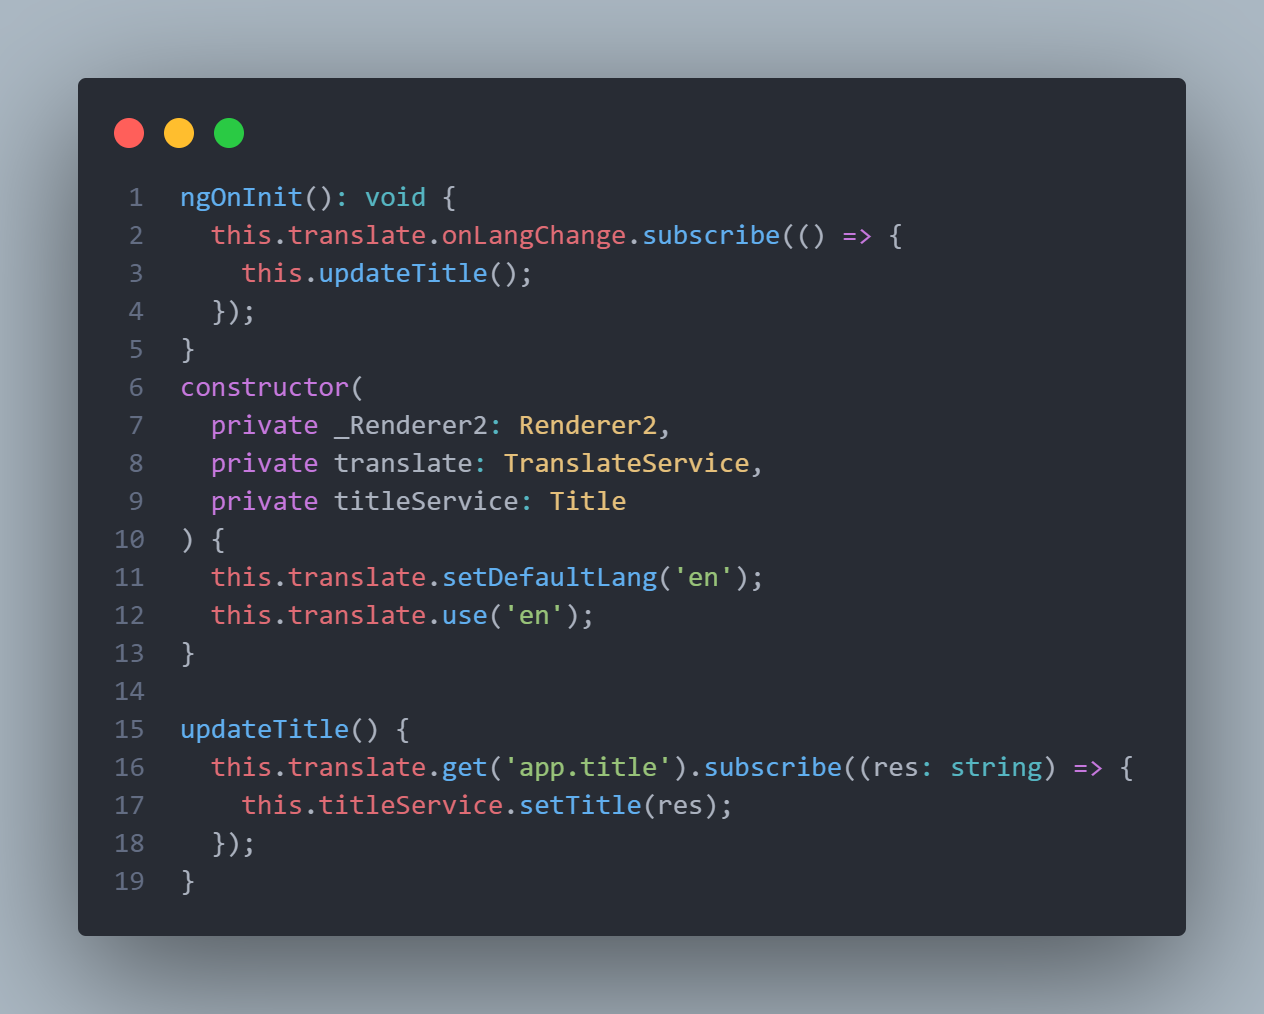 1 ngOnInit(): void {
2   this.translate.onLangChange.subscribe(() => {
3     this.updateTitle();
4   });
5 }
6 constructor(
7   private _Renderer2: Renderer2,
8   private translate: TranslateService,
9   private titleService: Title
10 ) {
11   this.translate.setDefaultLang('en');
12   this.translate.use('en');
13 }
14
15 updateTitle() {
16   this.translate.get('app.title').subscribe((res: string) => {
17     this.titleService.setTitle(res);
18   });
19 }